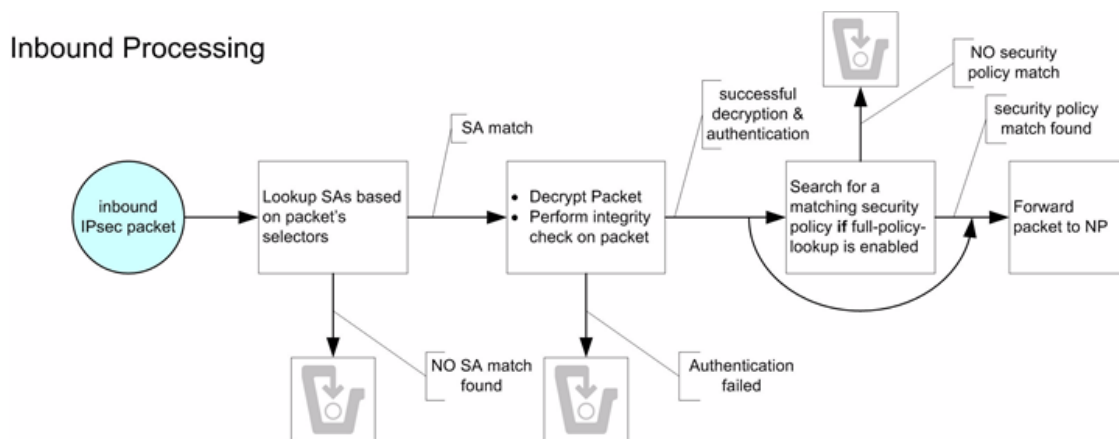 Inbound Processing
NO security
policy match
successful
decryption &
authentication
security policy
match found
SA match
inbound
IPsec packet
Lookup SAs based
on packet's
selectors
• Decrypt Packet
• Perform integrity
check on packet
Search for a
matching security
policy if full-policy-
lookup is enabled
Forward
packet to NP
NO SA match
found
Authentication
failed